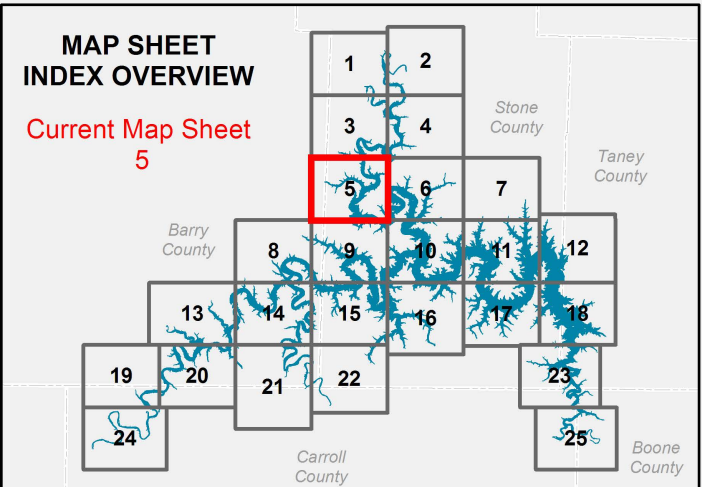 MAP SHEET
INDEX OVERVIEW
Current Map Sheet
5
1
2
3
4
Stone
County
Taney
County
5
6
7
Barry
County
8
9
10
11
12
13
14
15
16
17
18
19
20
21
22
23
24
25
Carroll
County
Boone
County